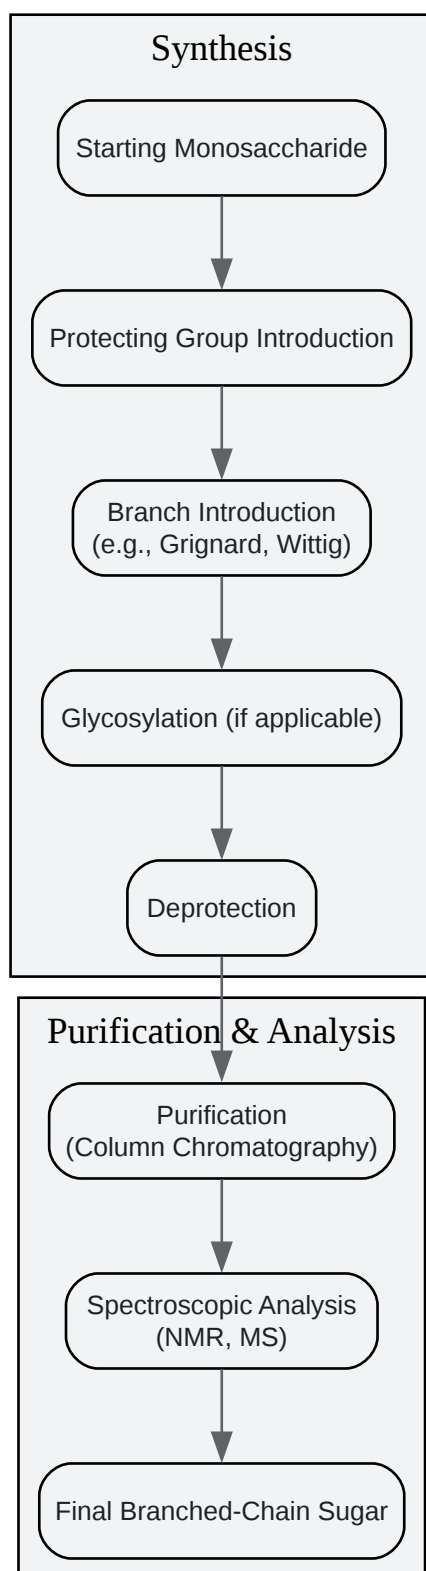 Synthesis
Starting Monosaccharide
Protecting Group Introduction
Branch Introduction
(e.g., Grignard, Wittig)
Glycosylation (if applicable)
Deprotection
Purification & Analysis
Purification
(Column Chromatography)
Spectroscopic Analysis
(NMR, MS)
Final Branched-Chain Sugar